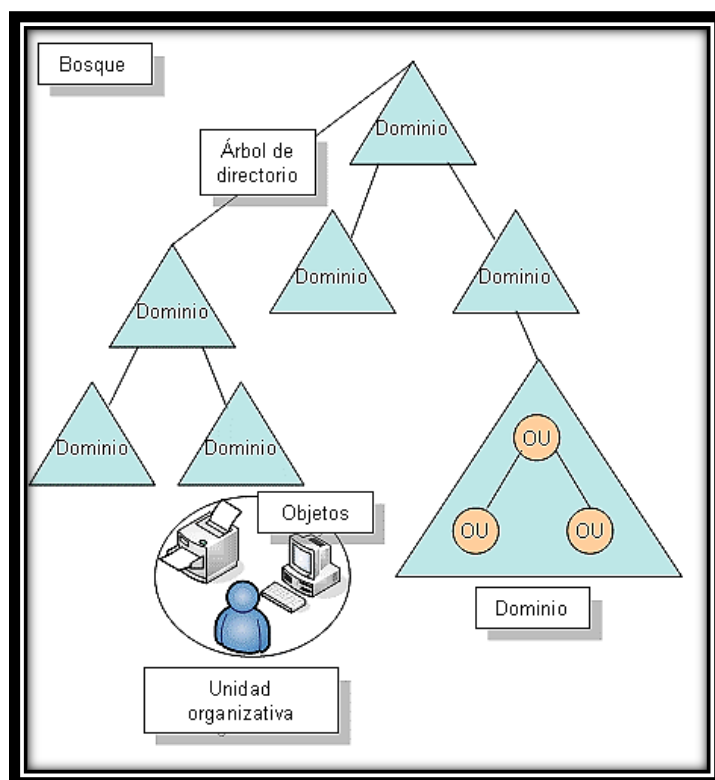 Bosque
Dominio
Árbol de
directorio
Dominio
Dominio
Dominio
Dominio
Dominio
OU
OU
OU
Objetos
Dominio
Unidad
organizativa